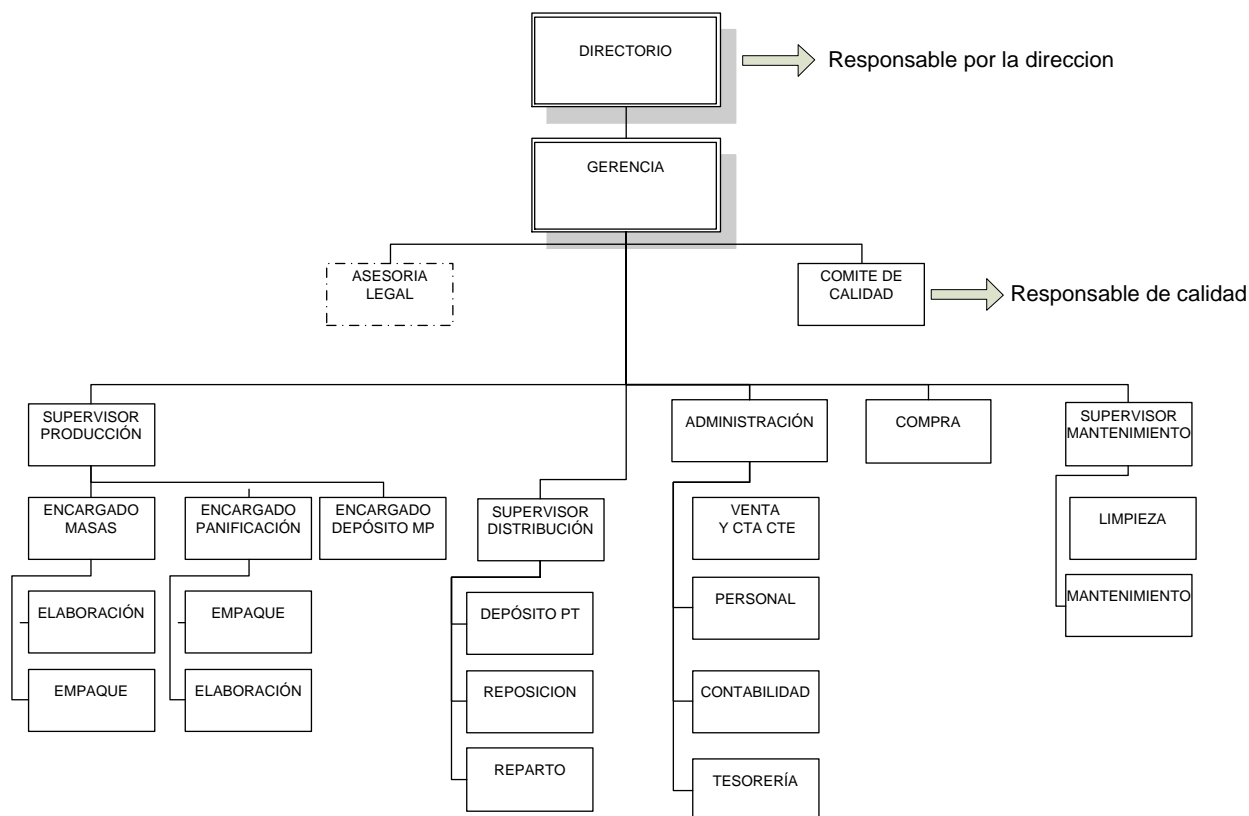 DIRECTORIO
Responsable por la direccion
GERENCIA
ASESORIA
LEGAL
COMITE DE
CALIDAD
Responsable de calidad
SUPERVISOR
PRODUCCIÓN
ADMINISTRACIÓN
COMPRA
SUPERVISOR
MANTENIMIENTO
ENCARGADO
MASAS
ENCARGADO
PANIFICACIÓN
ENCARGADO
DEPÓSITO MP
SUPERVISOR
DISTRIBUCIÓN
VENTA
Y CTA CTE
LIMPIEZA
ELABORACIÓN
EMPAQUE
DEPÓSITO PT
PERSONAL
MANTENIMIENTO
EMPAQUE
ELABORACIÓN
REPOSICION
CONTABILIDAD
REPARTO
TESORERÍA